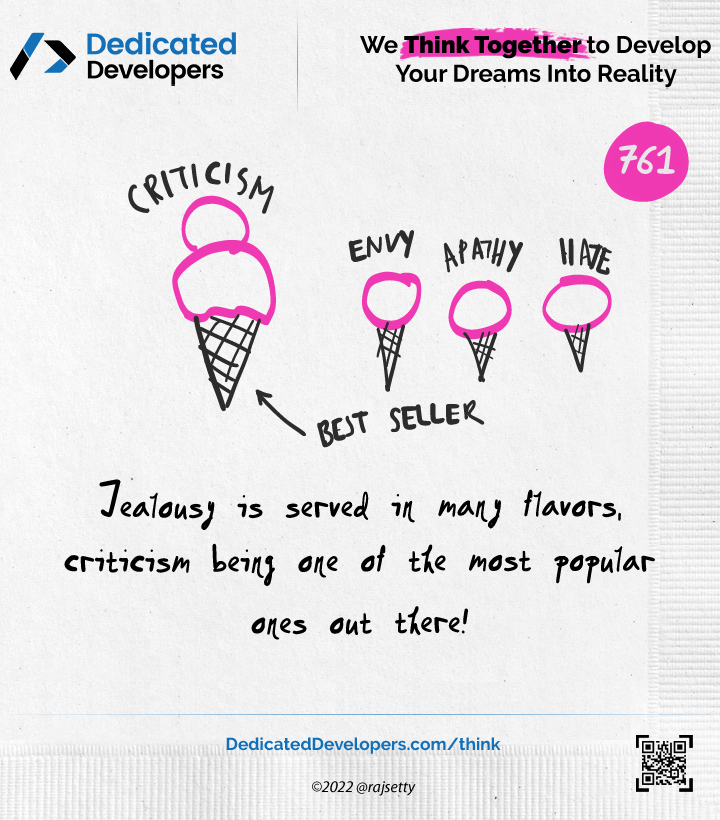 Dedicated
Developers
We Think Together to Develop
Your Dreams Into Reality
761
CRITICISM
ENVY
APATHY
HATE
BEST SELLER
Jealousy is served in many flavors,
criticism being one of the most popular
ones out there!
DedicatedDevelopers.com/think
©2022 @rajsetty